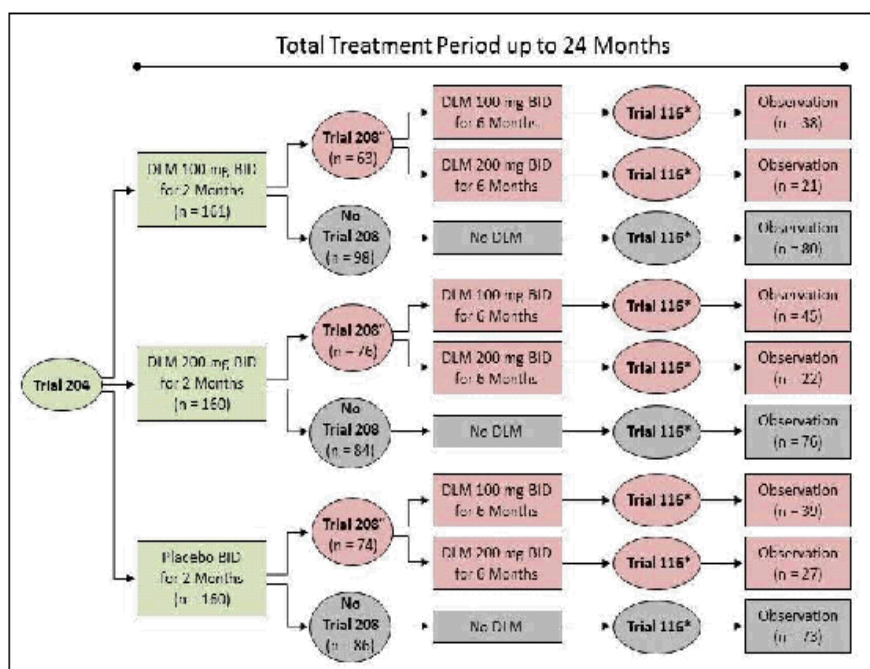 Total Treatment Period up to 24 Months
Trial 204
DLM 100 mg BID
for 2 Months
(n = 161)
Trial 208*
(n = 63)
DLM 100 mg BID
for 6 Months
Trial 116*
Observation
(n = 38)
DLM 200 mg BID
for 6 Months
Trial 116*
Observation
(n = 21)
No
Trial 208
(n = 98)
No DLM
Trial 116*
Observation
(n = 80)
DLM 200 mg BID
for 2 Months
(n = 160)
Trial 208*
(n = 76)
DLM 100 mg BID
for 6 Months
Trial 116*
Observation
(n = 45)
DLM 200 mg BID
for 6 Months
Trial 116*
Observation
(n = 22)
No
Trial 208
(n = 84)
No DLM
Trial 116*
Observation
(n = 76)
Placebo BID
for 2 Months
(n = 160)
Trial 208*
(n = 74)
DLM 100 mg BID
for 6 Months
Trial 116*
Observation
(n = 39)
DLM 200 mg BID
for 6 Months
Trial 116*
Observation
(n = 27)
No
Trial 208
(n = 86)
No DLM
Trial 116*
Observation
(n = 73)